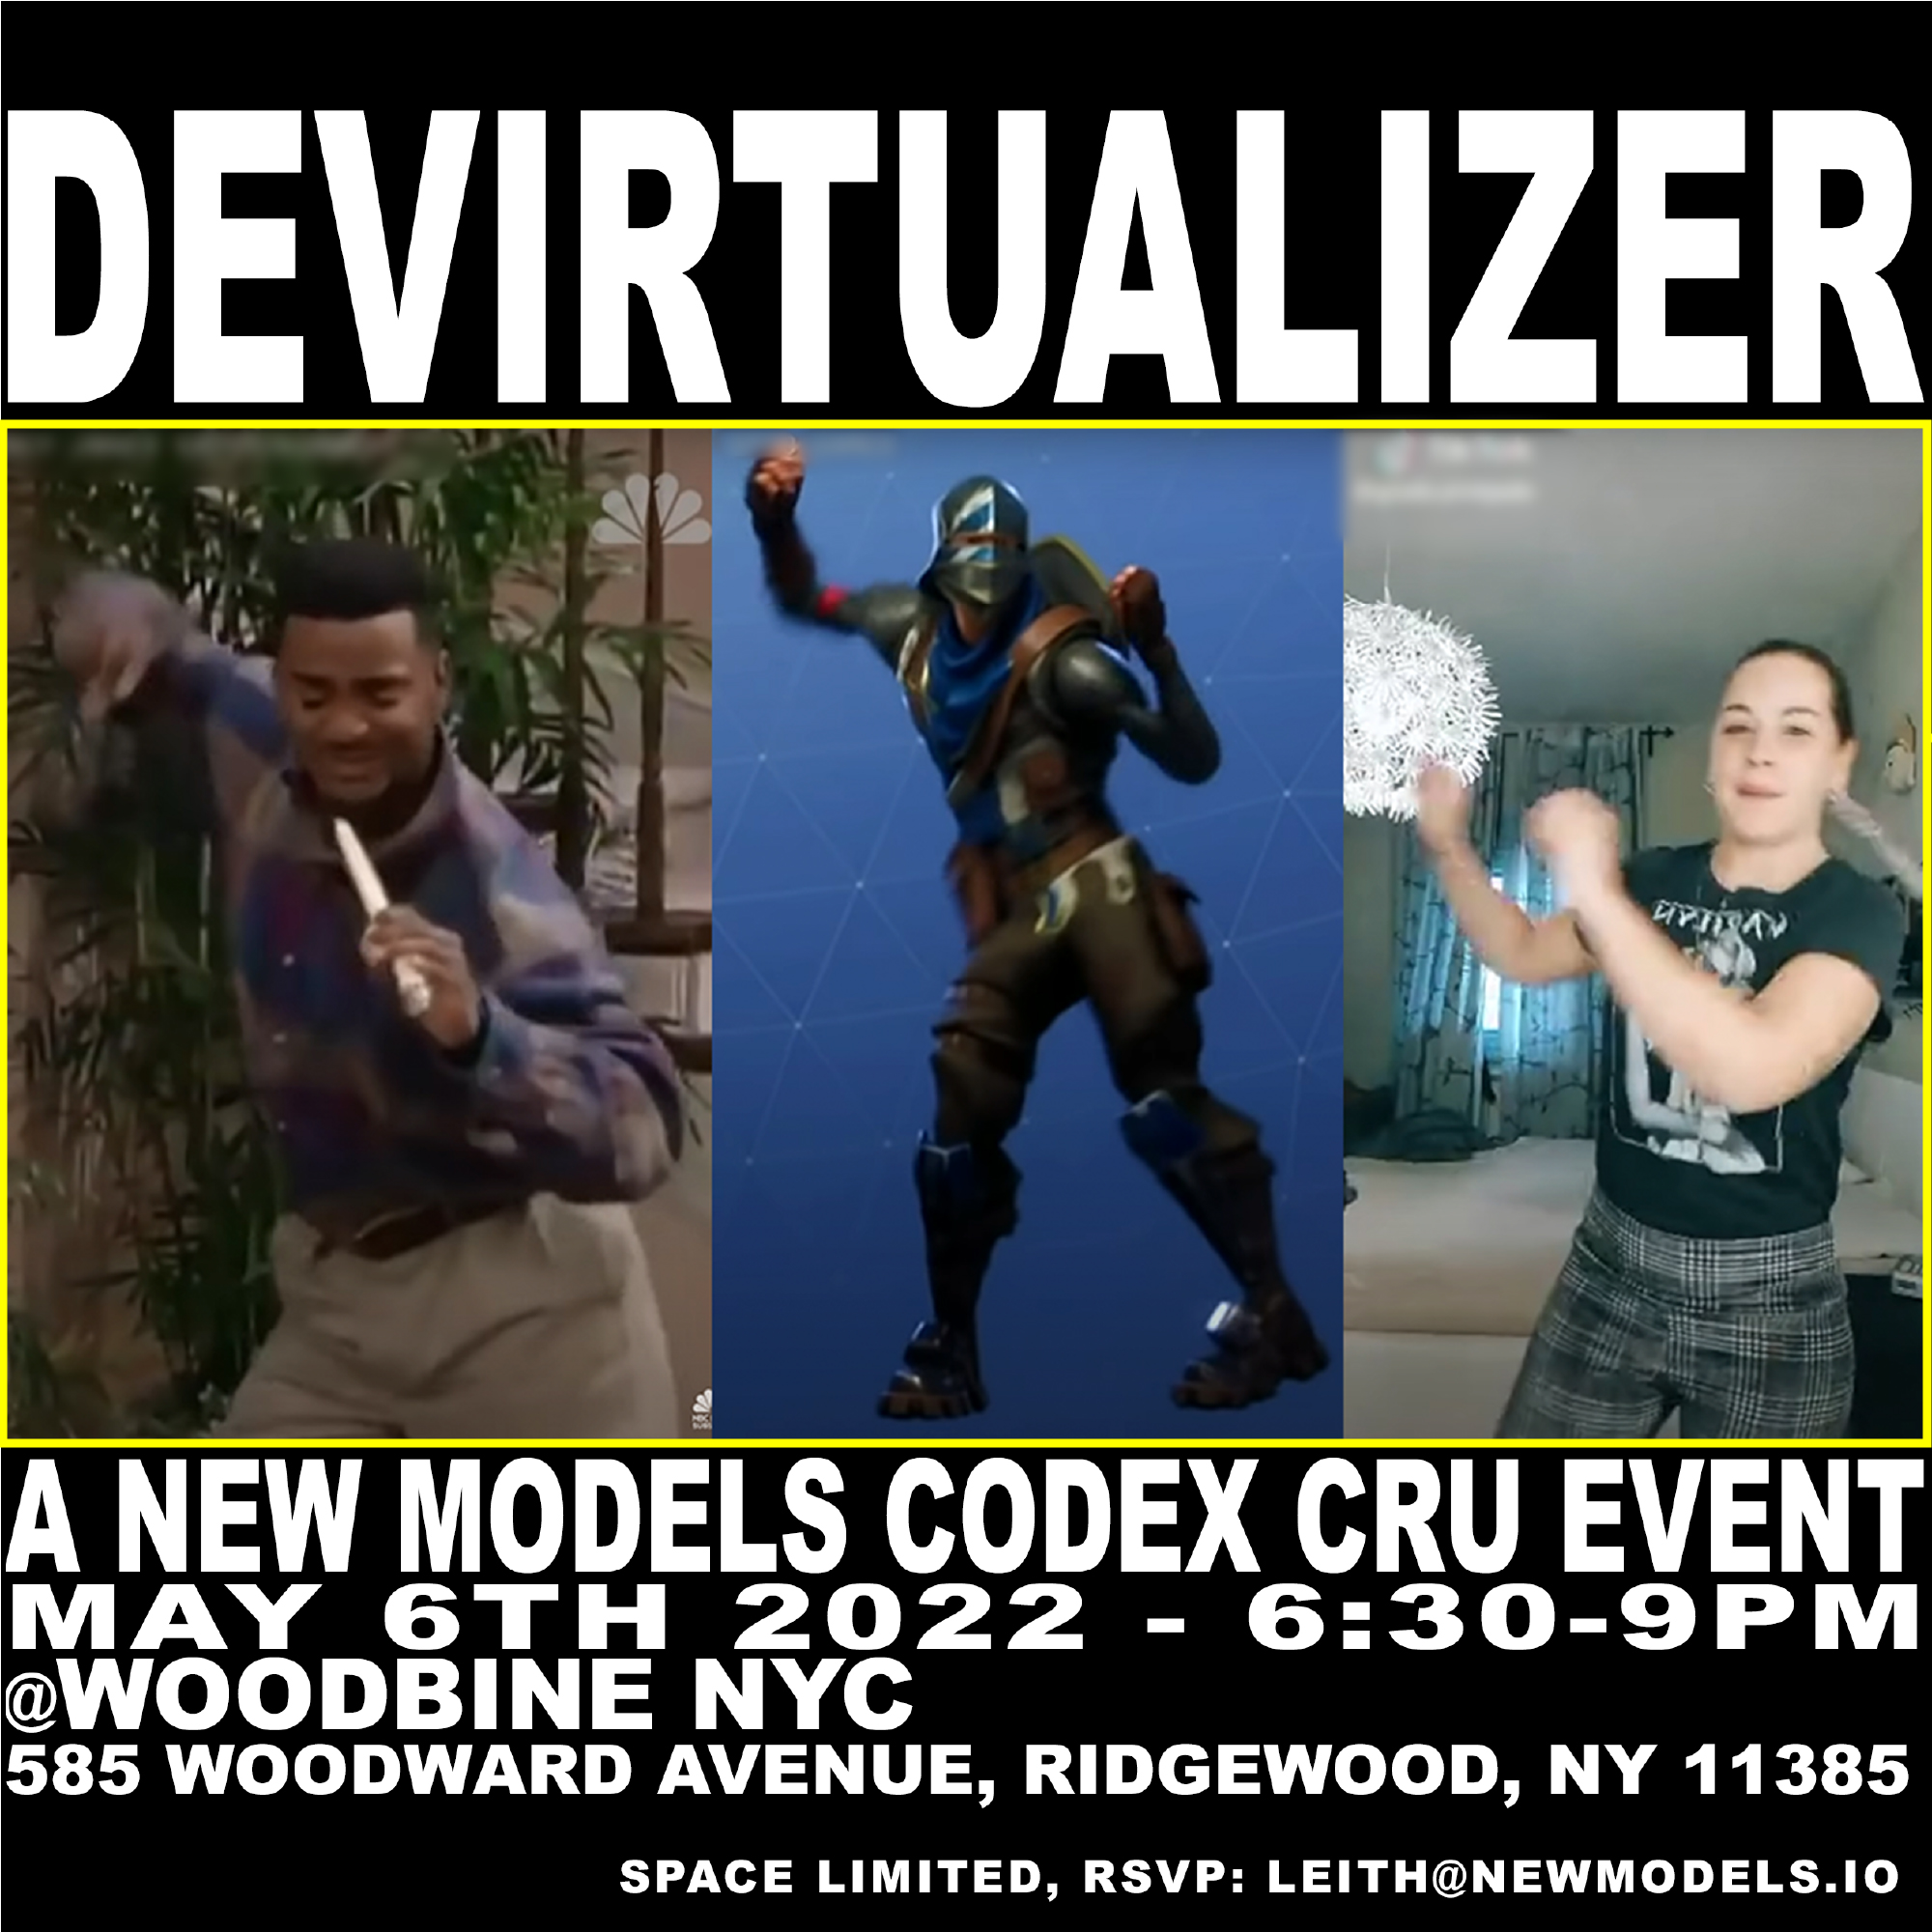 DEVIRTUALIZER
A NEW MODELS CODEX CRU EVENT
MAY 6TH 2022 - 6:30-9PM
@WOODBINE NYC
585 WOODWARD AVENUE, RIDGEWOOD, NY 11385
SPACE LIMITED, RSVP: LEITH@NEWMODELS.IO